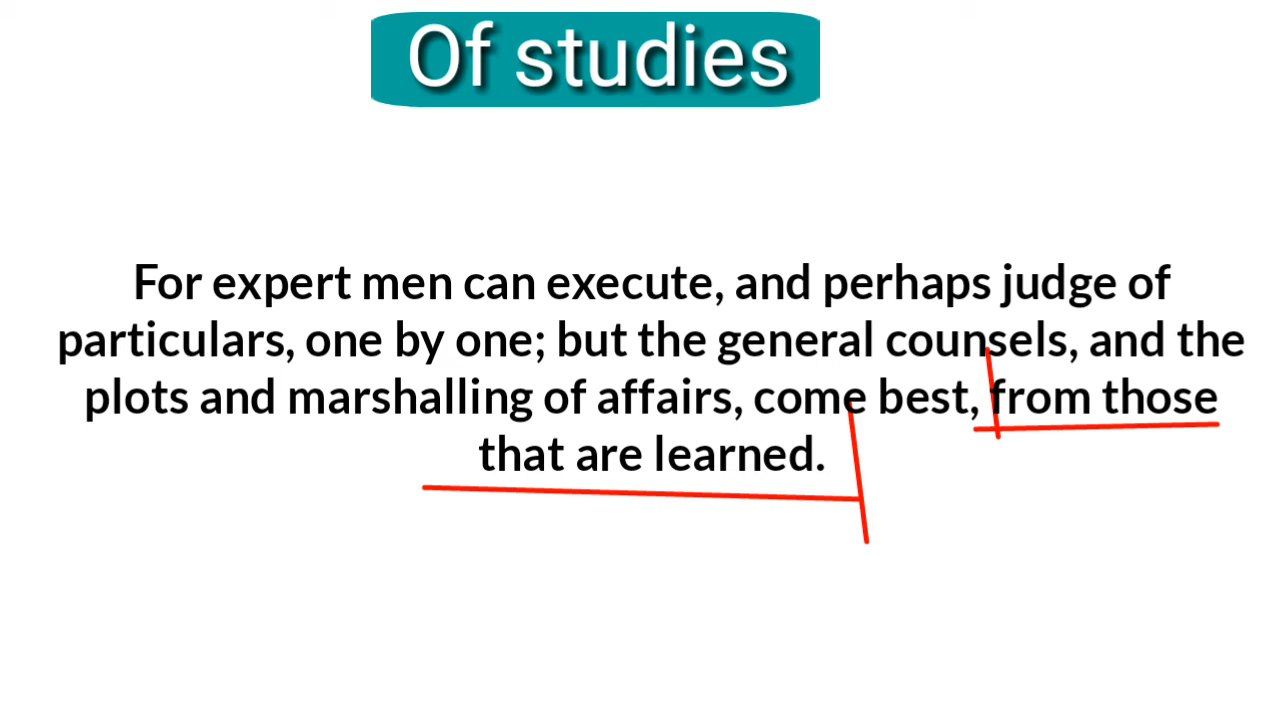 Of studies
For expert men can execute, and perhaps judge of
particulars, one by one; but the general counsels, and the
plots and marshalling of affairs, come best, from those
that are learned.